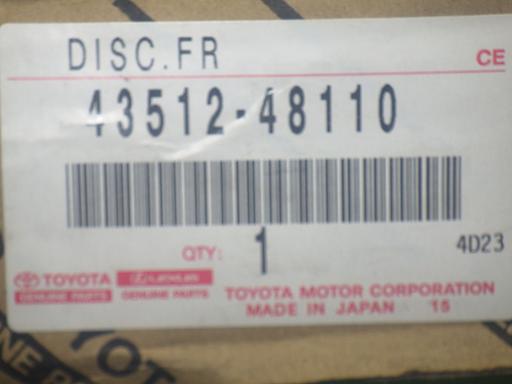 DISC.FR
CE
43512-48110
QTY: 1
4D23
TOYOTA LEXUS
GENUINE PARTS GENUINE PARTS
TOYOTA MOTOR CORPORATION
MADE IN JAPAN '15